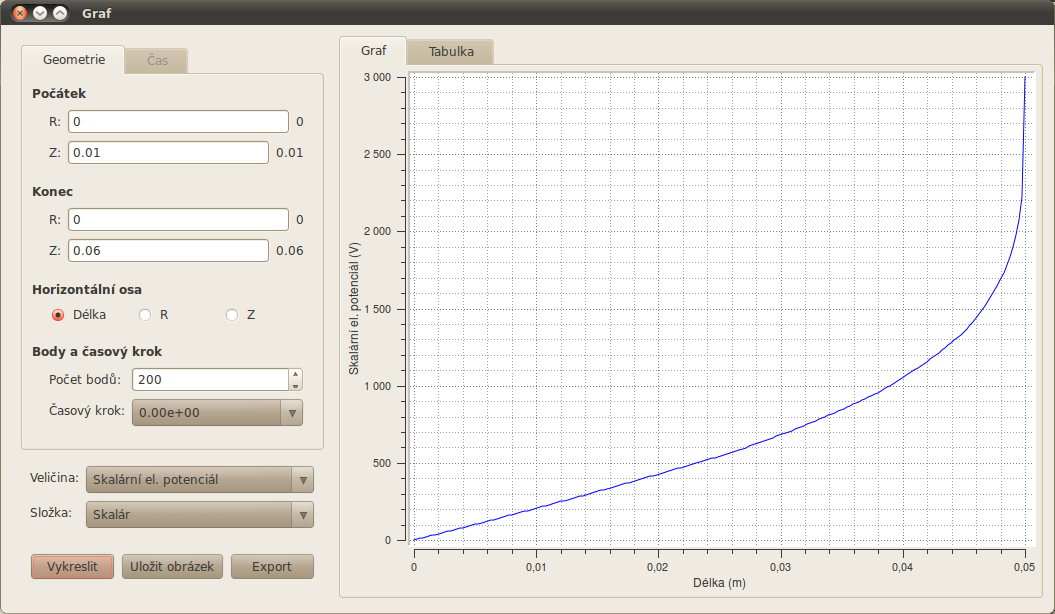 Graf
Geometrie Čas
Počátek
R: 0 0
Z: 0.01 0.01
Konec
R: 0 0
Z: 0.06 0.06
Horizontální osa
Délka R Z
Body a časový krok
Počet bodů: 200
Časový krok: 0.00e+00
Veličina: Skalární el. potenciál
Složka: Skalár
Vykreslit Uložit obrázek Export
Graf Tabulka
Skalární el. potenciál (V)
3 000
2 500
2 000
1 500
1 000
500
0
0 0,01 0,02 0,03 0,04 0,05
Délka (m)